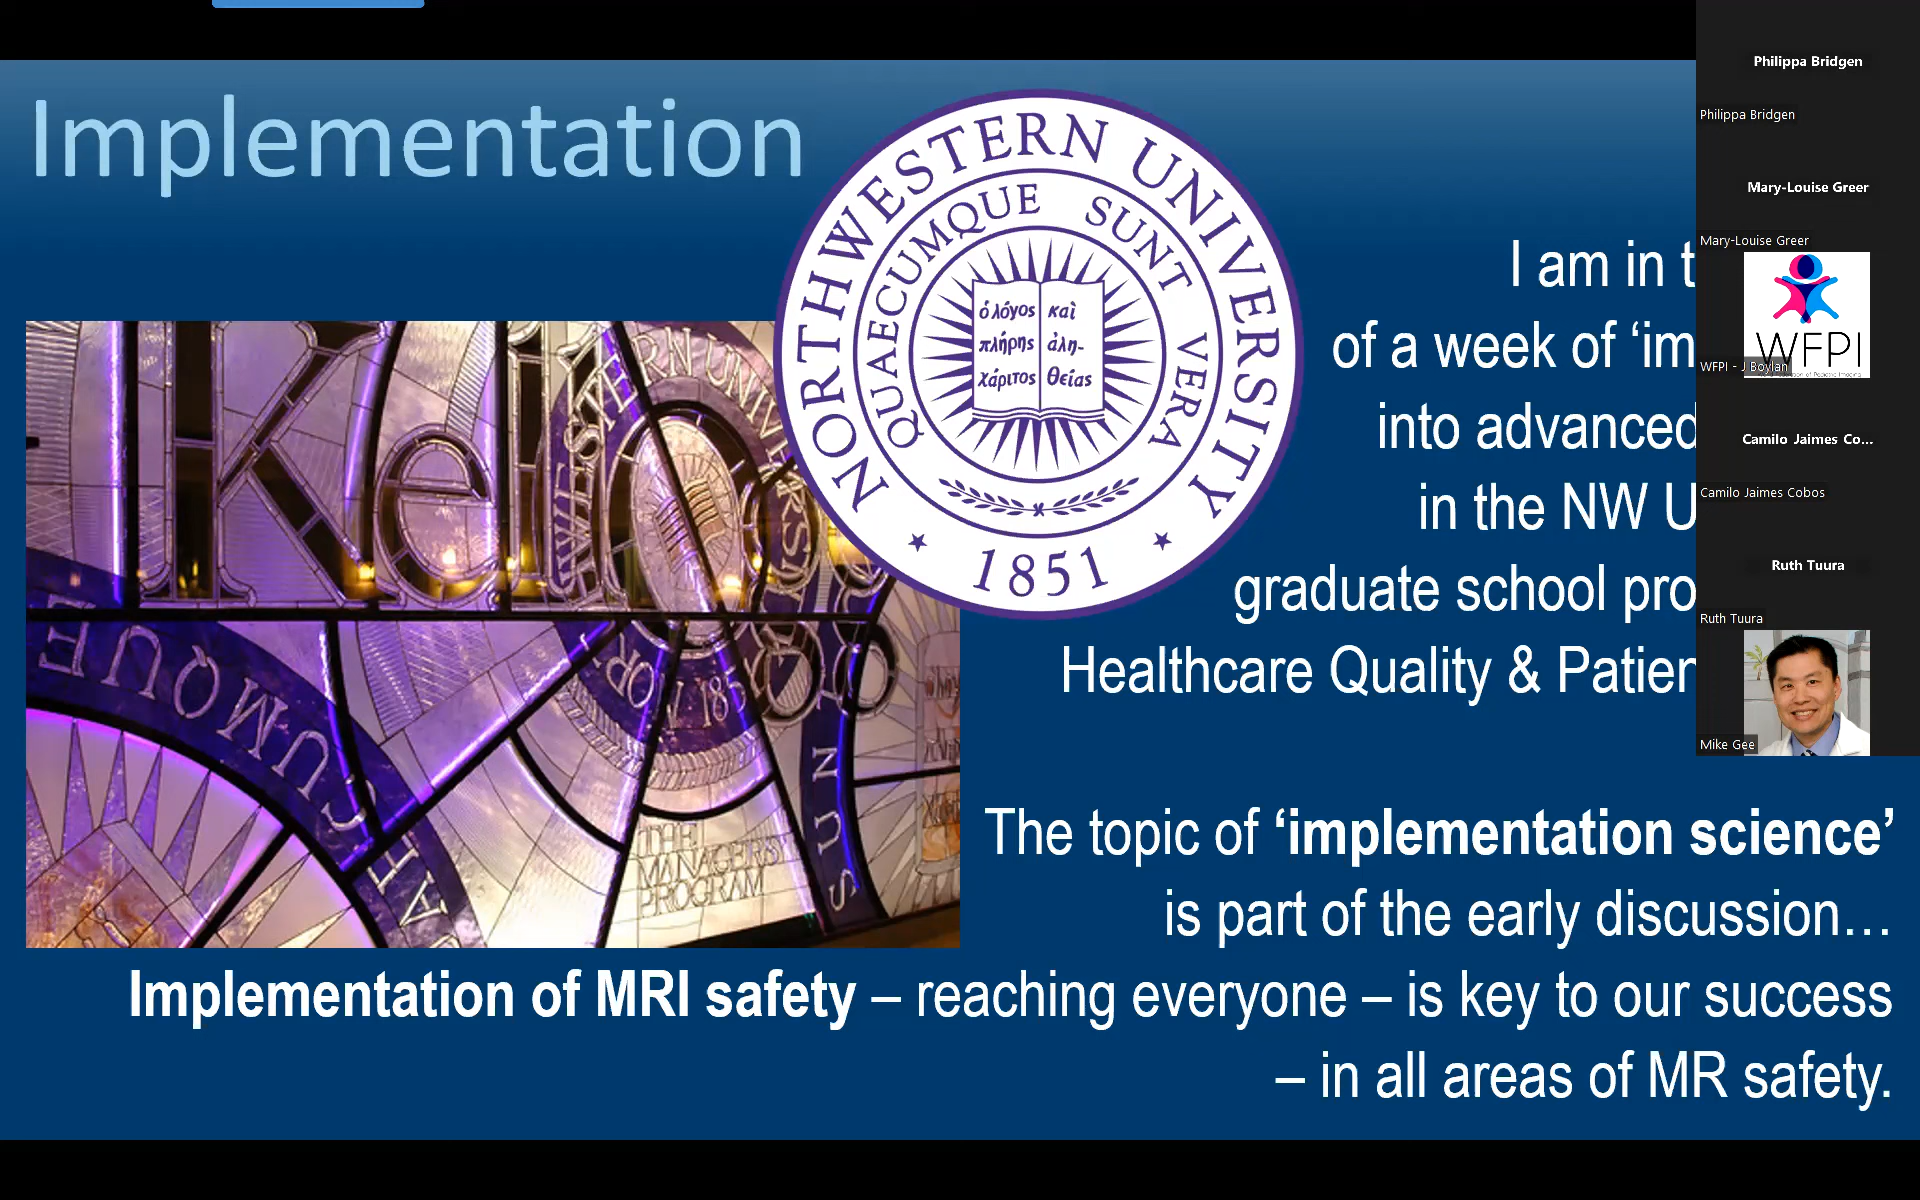 Implementation
NORTHWESTERN UNIVERSITY
QUAECUMQUE SUNT VERA
ὁ λόγος καὶ
πλήρης ἀλη-
χάριτος θείας
1851
I am in t
of a week of ‘im
into advanced
in the NW U
graduate school pro
Healthcare Quality & Patien
The topic of ‘implementation science’
is part of the early discussion…
Implementation of MRI safety – reaching everyone – is key to our success
– in all areas of MR safety.
THE
MANAGERS'
PROGRAM
SUN
Philippa Bridgen
Philippa Bridgen
Mary-Louise Greer
Mary-Louise Greer
WFPI
WFPI - J Boylan
Camilo Jaimes Co...
Camilo Jaimes Cobos
Ruth Tuura
Ruth Tuura
Mike Gee